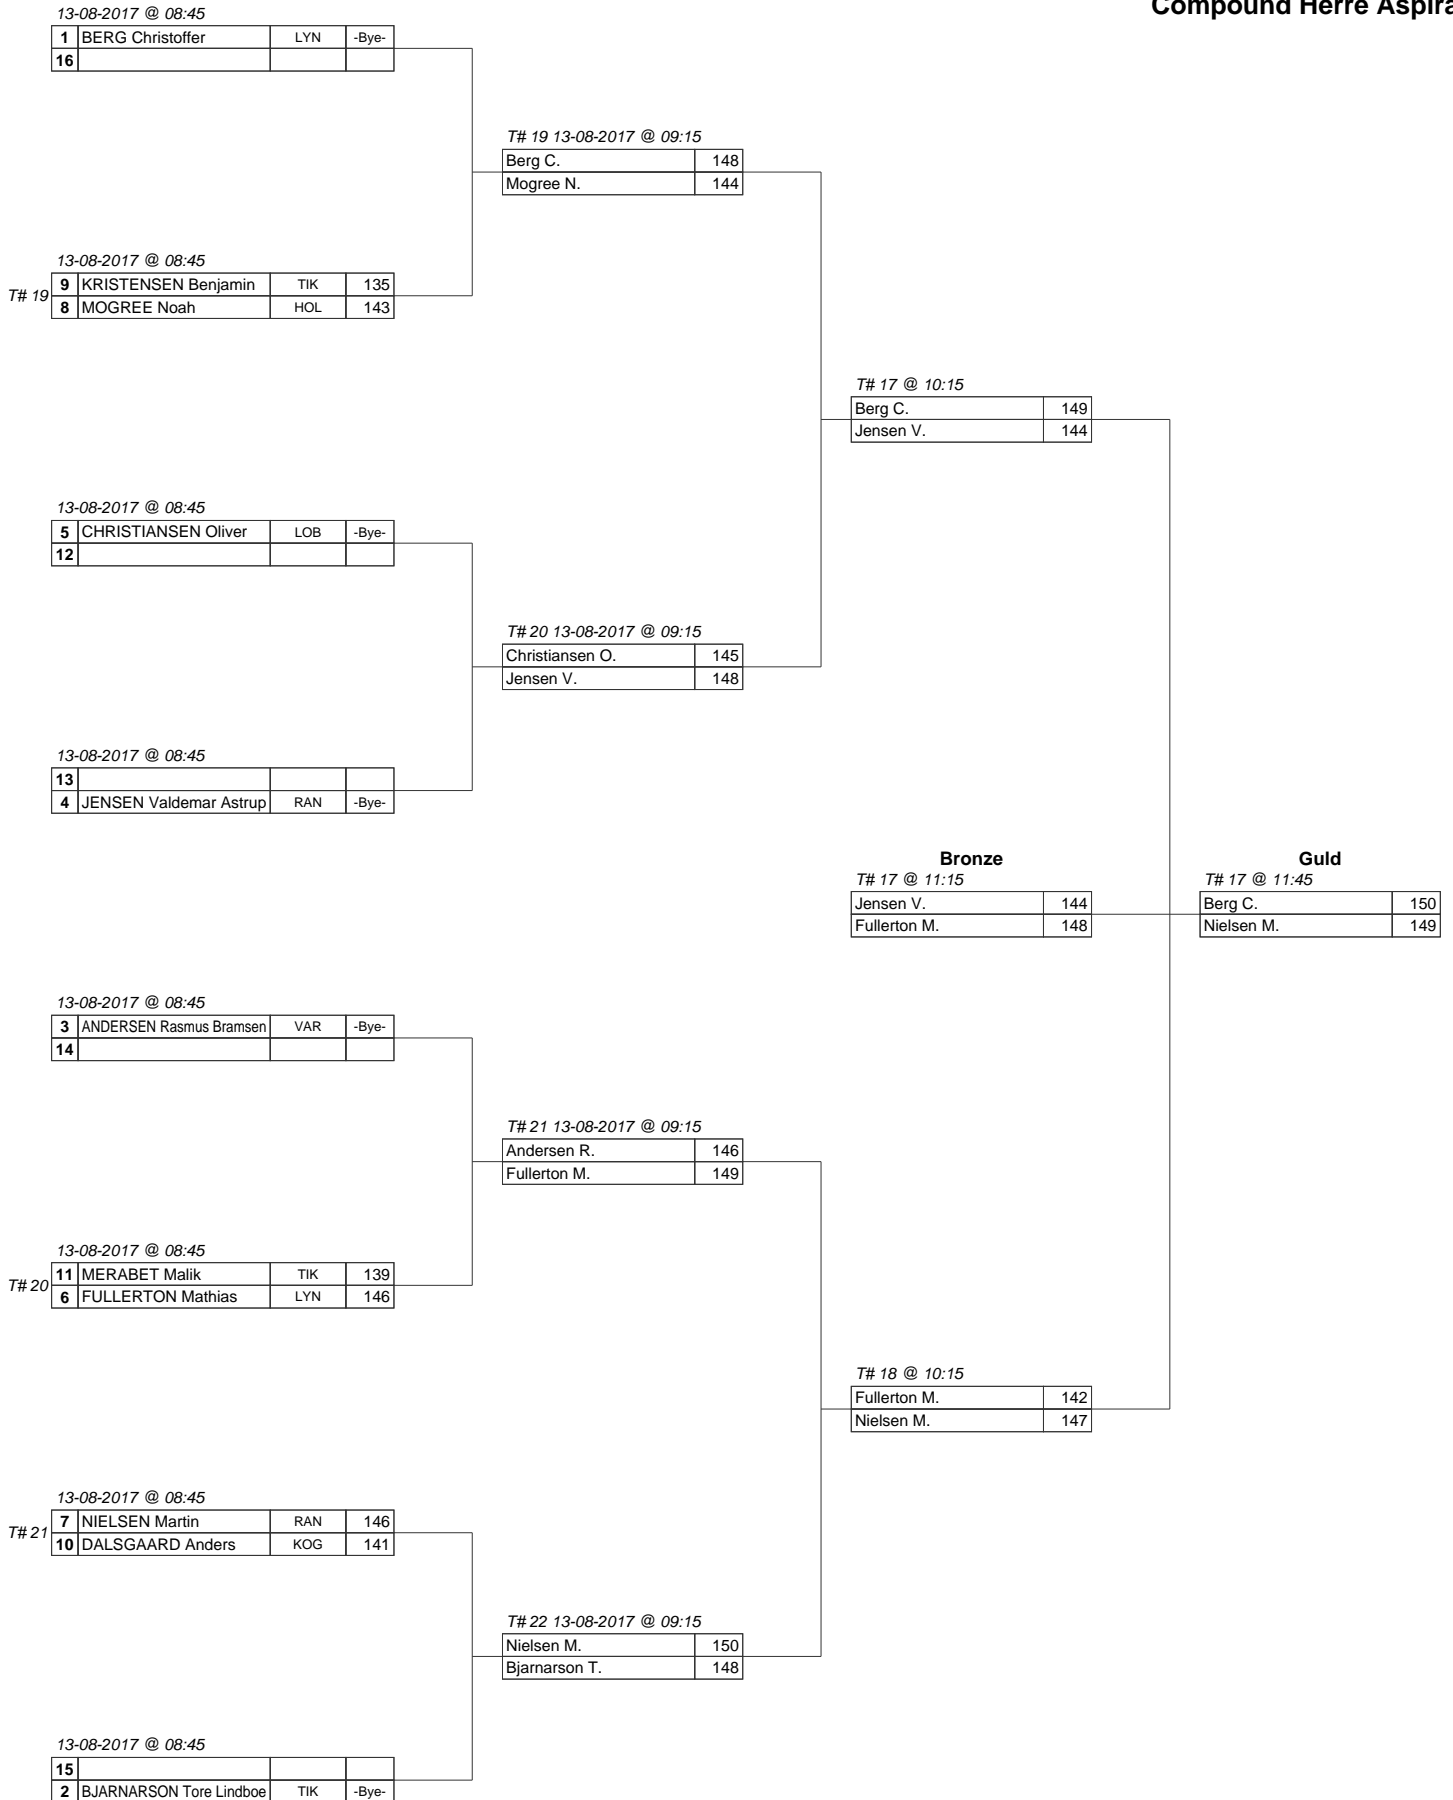 Compound Herre Aspira
13-08-2017 @ 08:45
1 BERG Christoffer LYN -Bye-
16
T# 19 13-08-2017 @ 09:15
Berg C. 148
Mogree N. 144
13-08-2017 @ 08:45
T# 19
9 KRISTENSEN Benjamin TIK 135
8 MOGREE Noah HOL 143
T# 17 @ 10:15
Berg C. 149
Jensen V. 144
13-08-2017 @ 08:45
5 CHRISTIANSEN Oliver LOB -Bye-
12
T# 20 13-08-2017 @ 09:15
Christiansen O. 145
Jensen V. 148
13-08-2017 @ 08:45
13
4 JENSEN Valdemar Astrup RAN -Bye-
Bronze
T# 17 @ 11:15
Jensen V. 144
Fullerton M. 148
Guld
T# 17 @ 11:45
Berg C. 150
Nielsen M. 149
13-08-2017 @ 08:45
3 ANDERSEN Rasmus Bramsen VAR -Bye-
14
T# 21 13-08-2017 @ 09:15
Andersen R. 146
Fullerton M. 149
13-08-2017 @ 08:45
T# 20
11 MERABET Malik TIK 139
6 FULLERTON Mathias LYN 146
T# 18 @ 10:15
Fullerton M. 142
Nielsen M. 147
13-08-2017 @ 08:45
T# 21
7 NIELSEN Martin RAN 146
10 DALSGAARD Anders KOG 141
T# 22 13-08-2017 @ 09:15
Nielsen M. 150
Bjarnarson T. 148
13-08-2017 @ 08:45
15
2 BJARNARSON Tore Lindboe TIK -Bye-